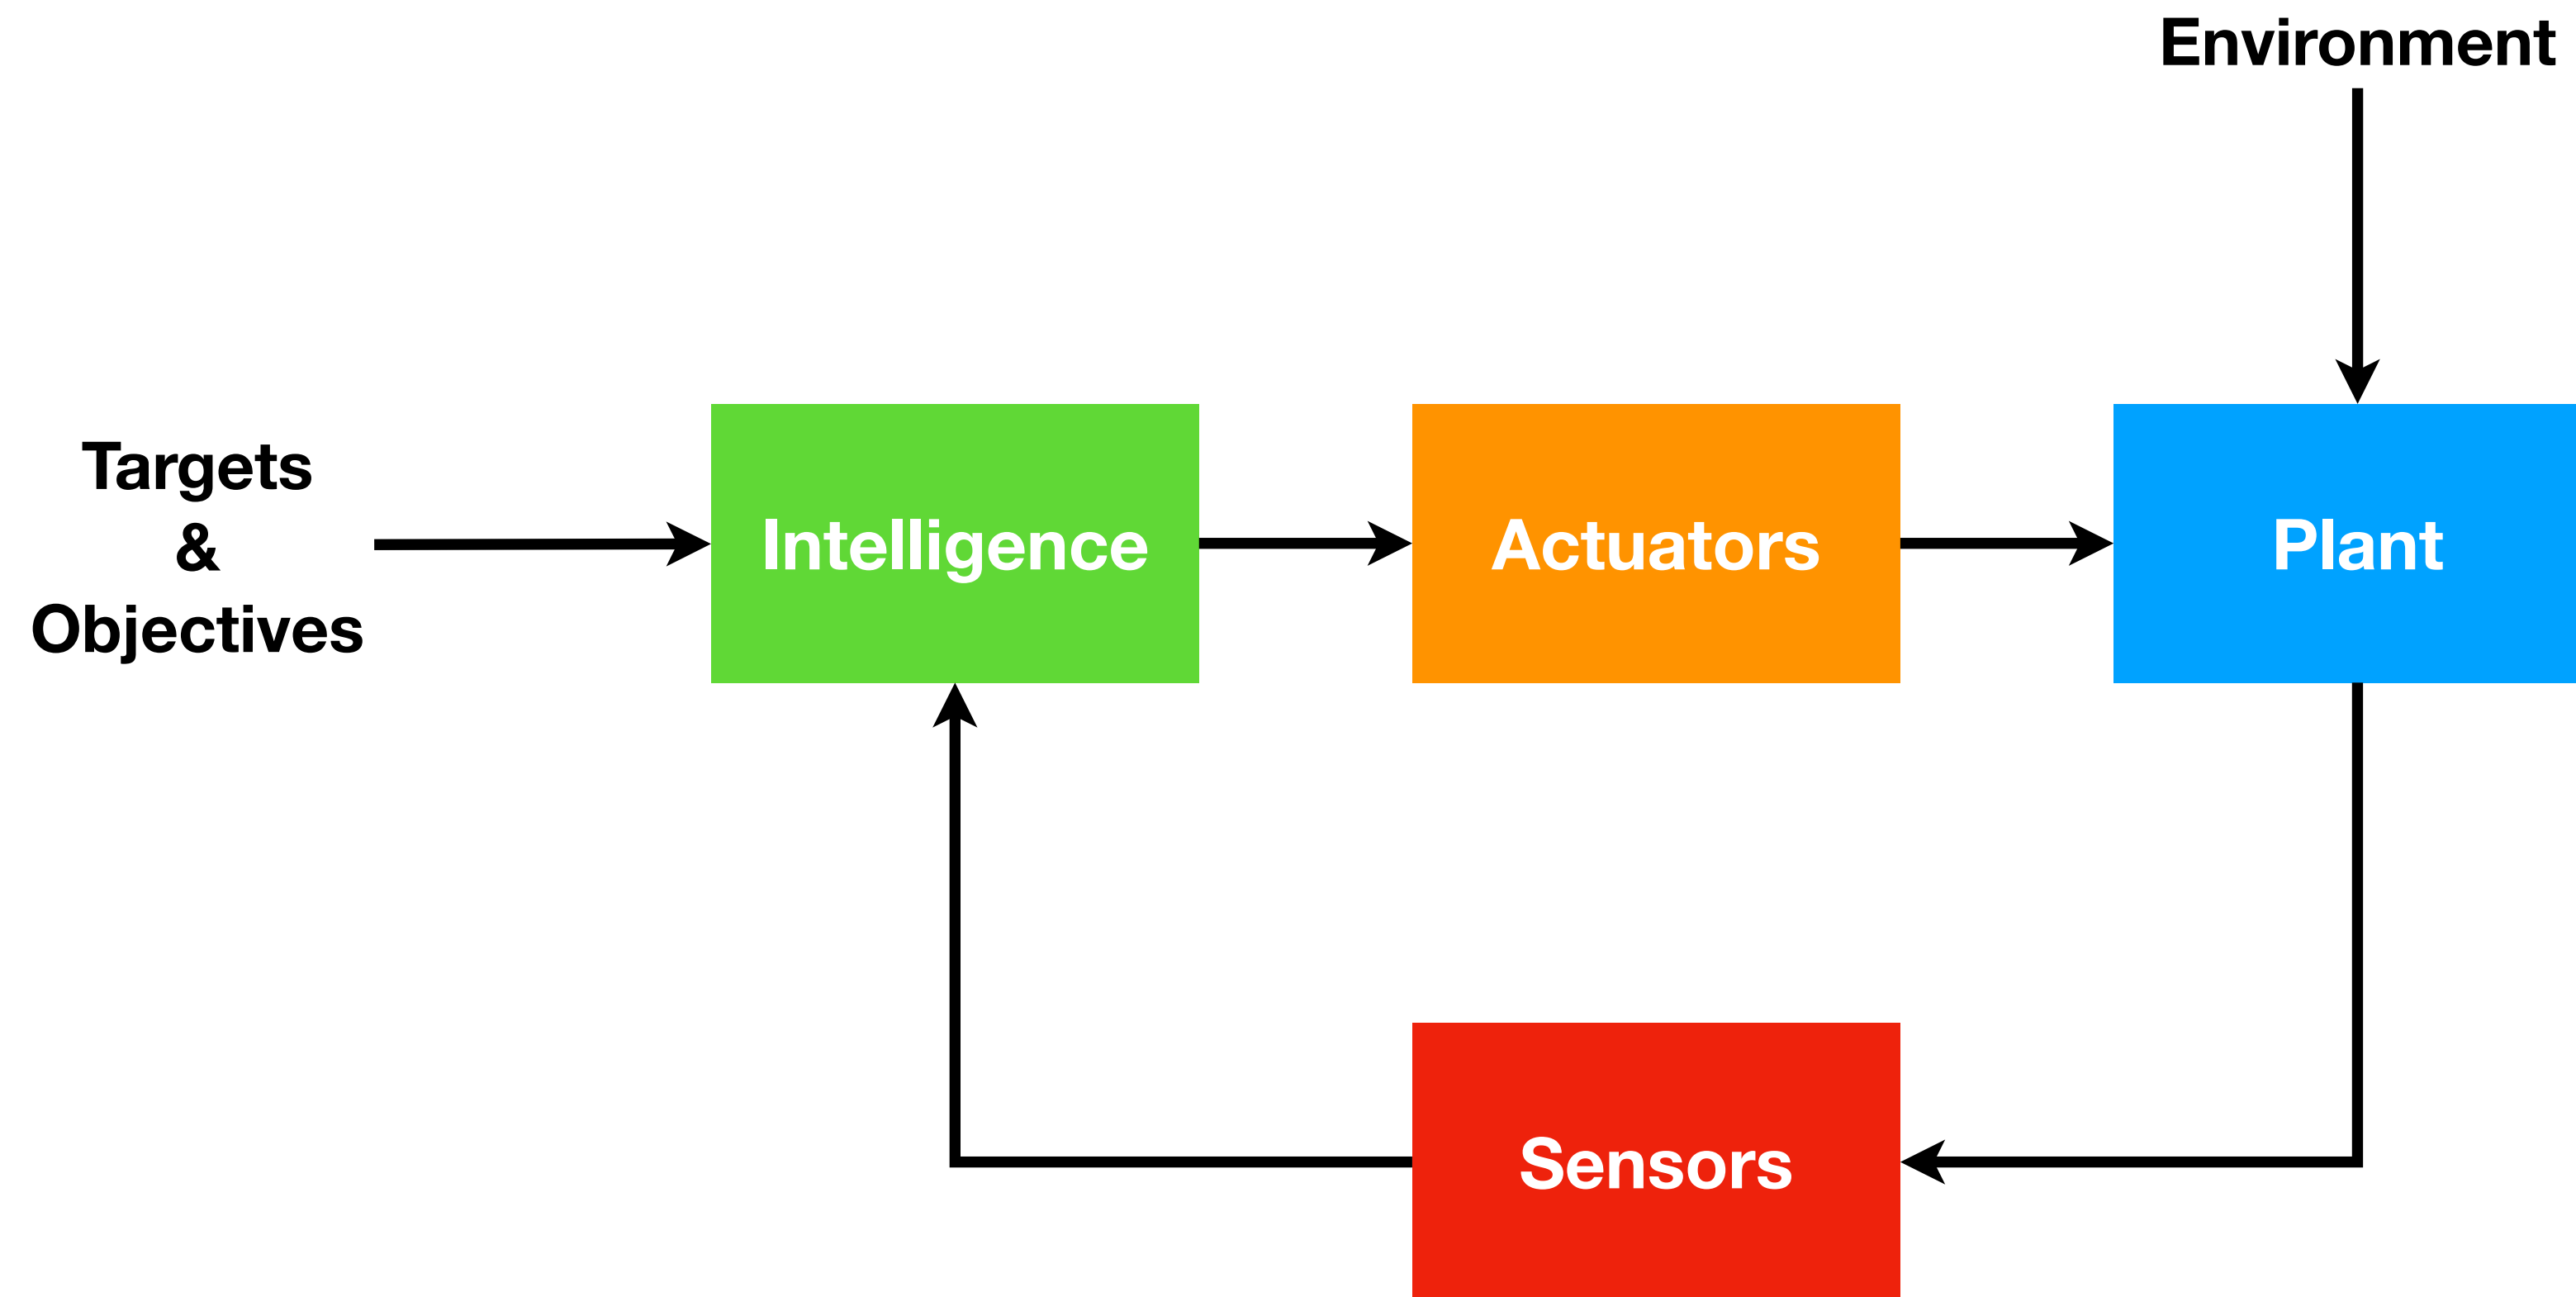 Environment
Targets
&
Objectives
Intelligence
Actuators
Plant
Sensors